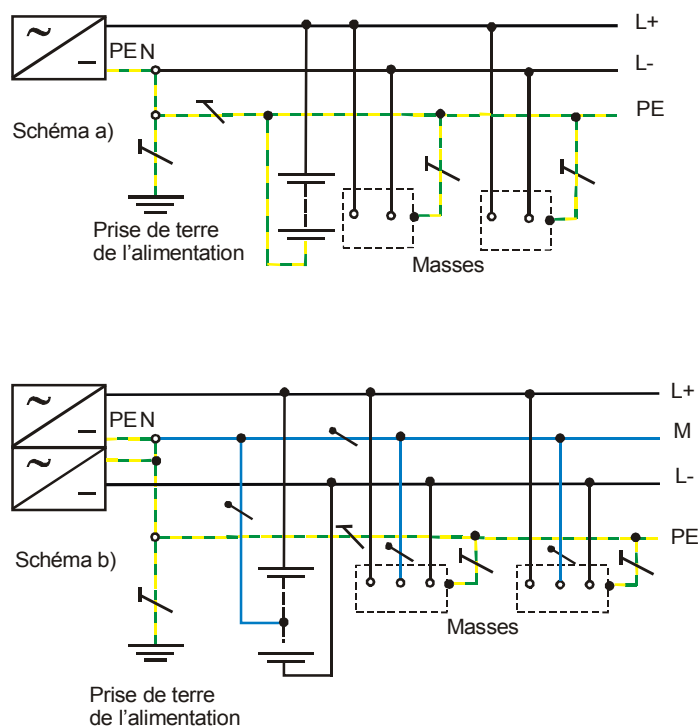 L+
PEN
L-
PE
Schéma a)
Prise de terre
de l'alimentation
Masses
L+
PEN
M
L-
PE
Schéma b)
Masses
Prise de terre
de l'alimentation